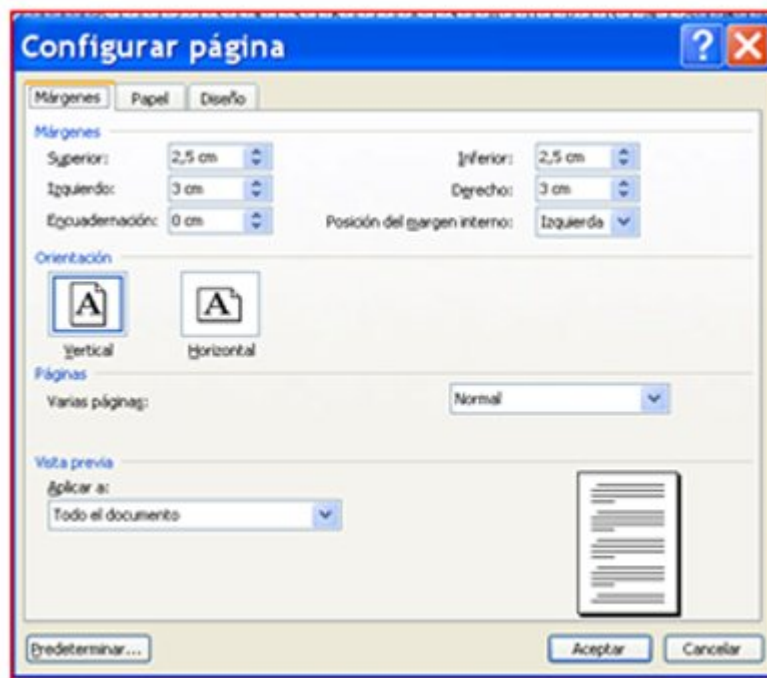 Configurar página
Márgenes Papel Diseño
Márgenes
Superior: 2,5 cm Inferior: 2,5 cm
Izquierdo: 3 cm Derecho: 3 cm
Encuadernación: 0 cm Posición del margen interno: Izquierda
Orientación
A A
Vertical Horizontal
Páginas
Varias páginas: Normal
Vista previa
Aplicar a:
Todo el documento
Predeterminar... Aceptar Cancelar